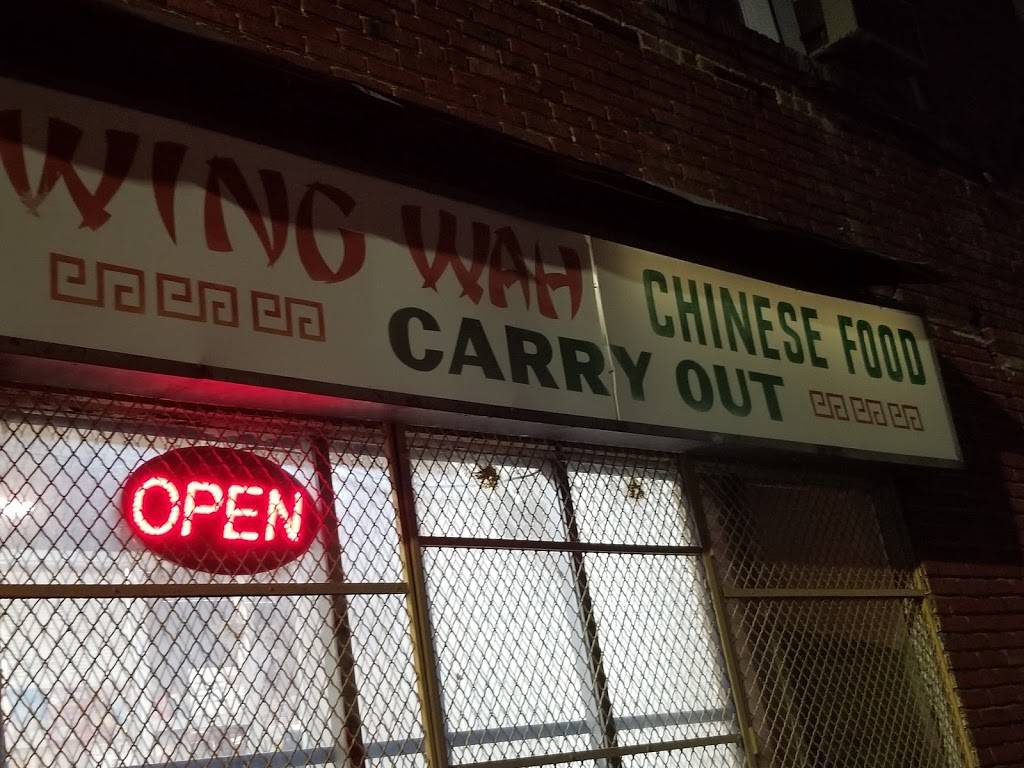 WING WAH
CHINESE FOOD
CARRY OUT
OPEN